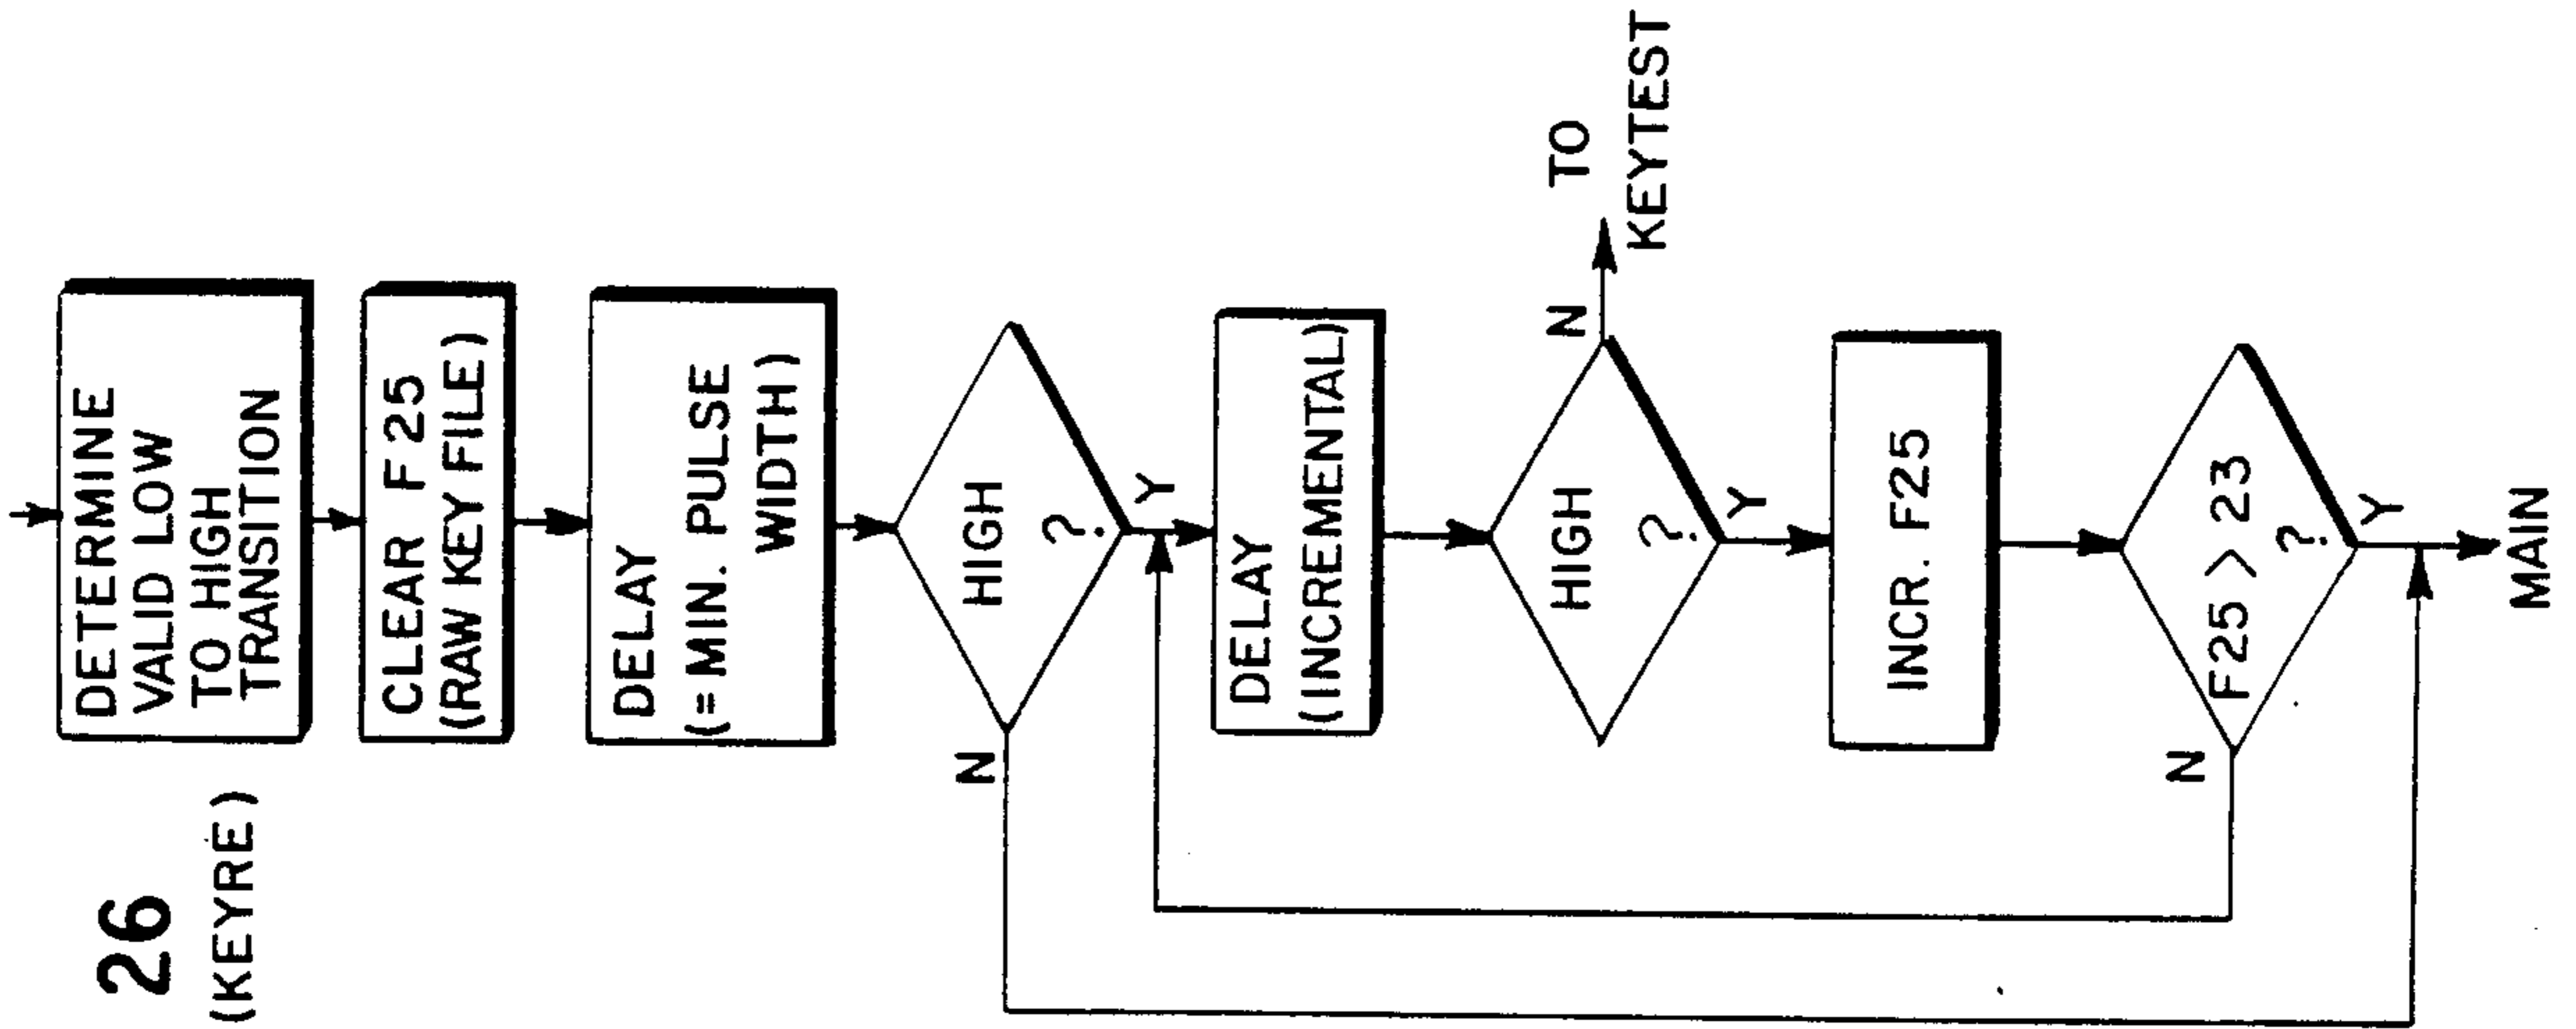 26
(KEYRE)
DETERMINE
VALID LOW
TO HIGH
TRANSITION
CLEAR F25
(RAW KEY FILE)
DELAY
(= MIN. PULSE
WIDTH)
HIGH
?
N
Y
DELAY
(INCREMENTAL)
HIGH
?
N
TO
KEYTEST
Y
INCR. F25
F25 > 23
?
N
Y
MAIN